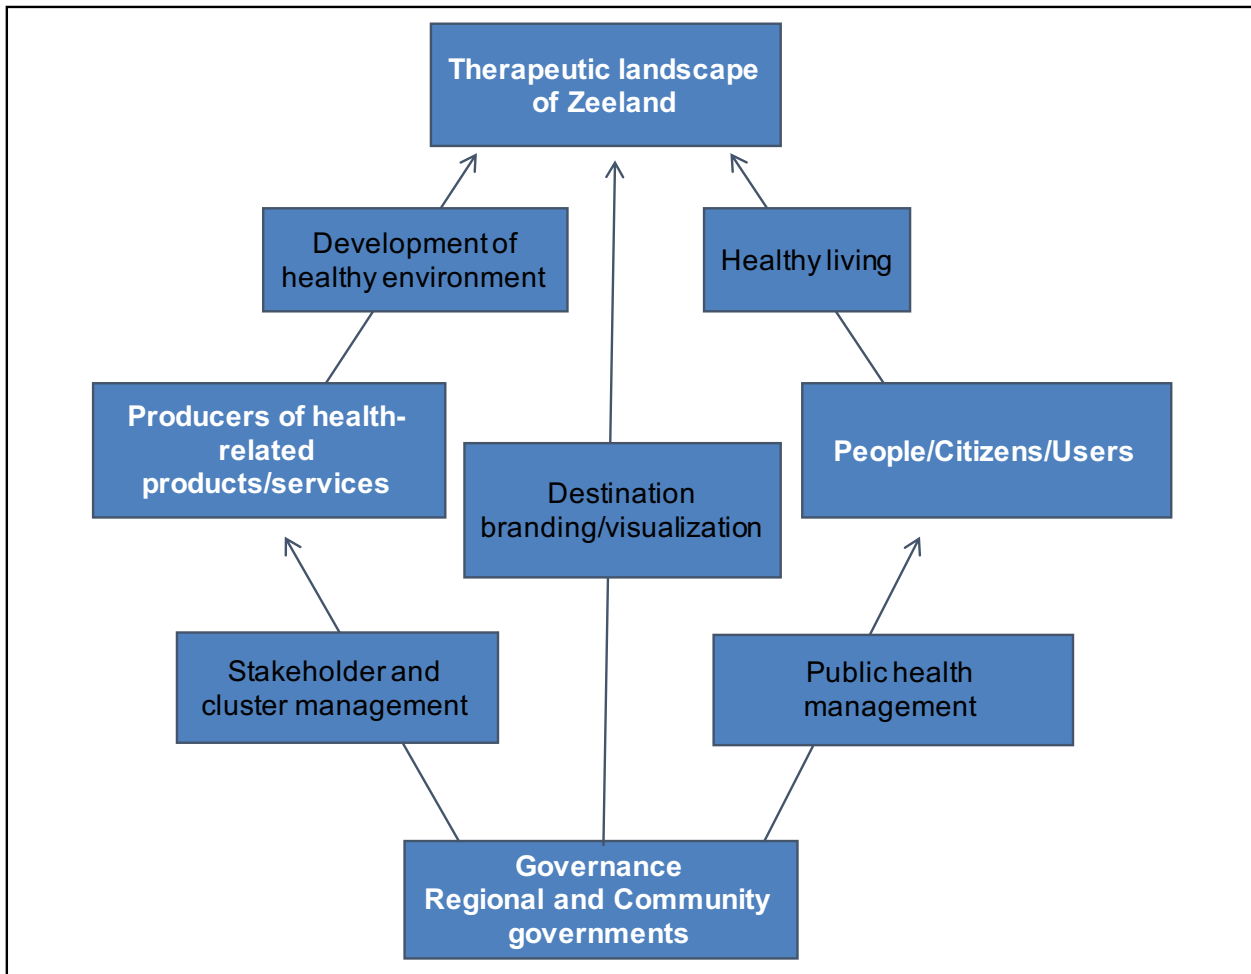 Therapeutic landscape
of Zeeland
Development of
healthy environment
Healthy living
Producers of health-
related
products/services
People/Citizens/Users
Destination
branding/visualization
Stakeholder and
cluster management
Public health
management
Governance
Regional and Community
governments